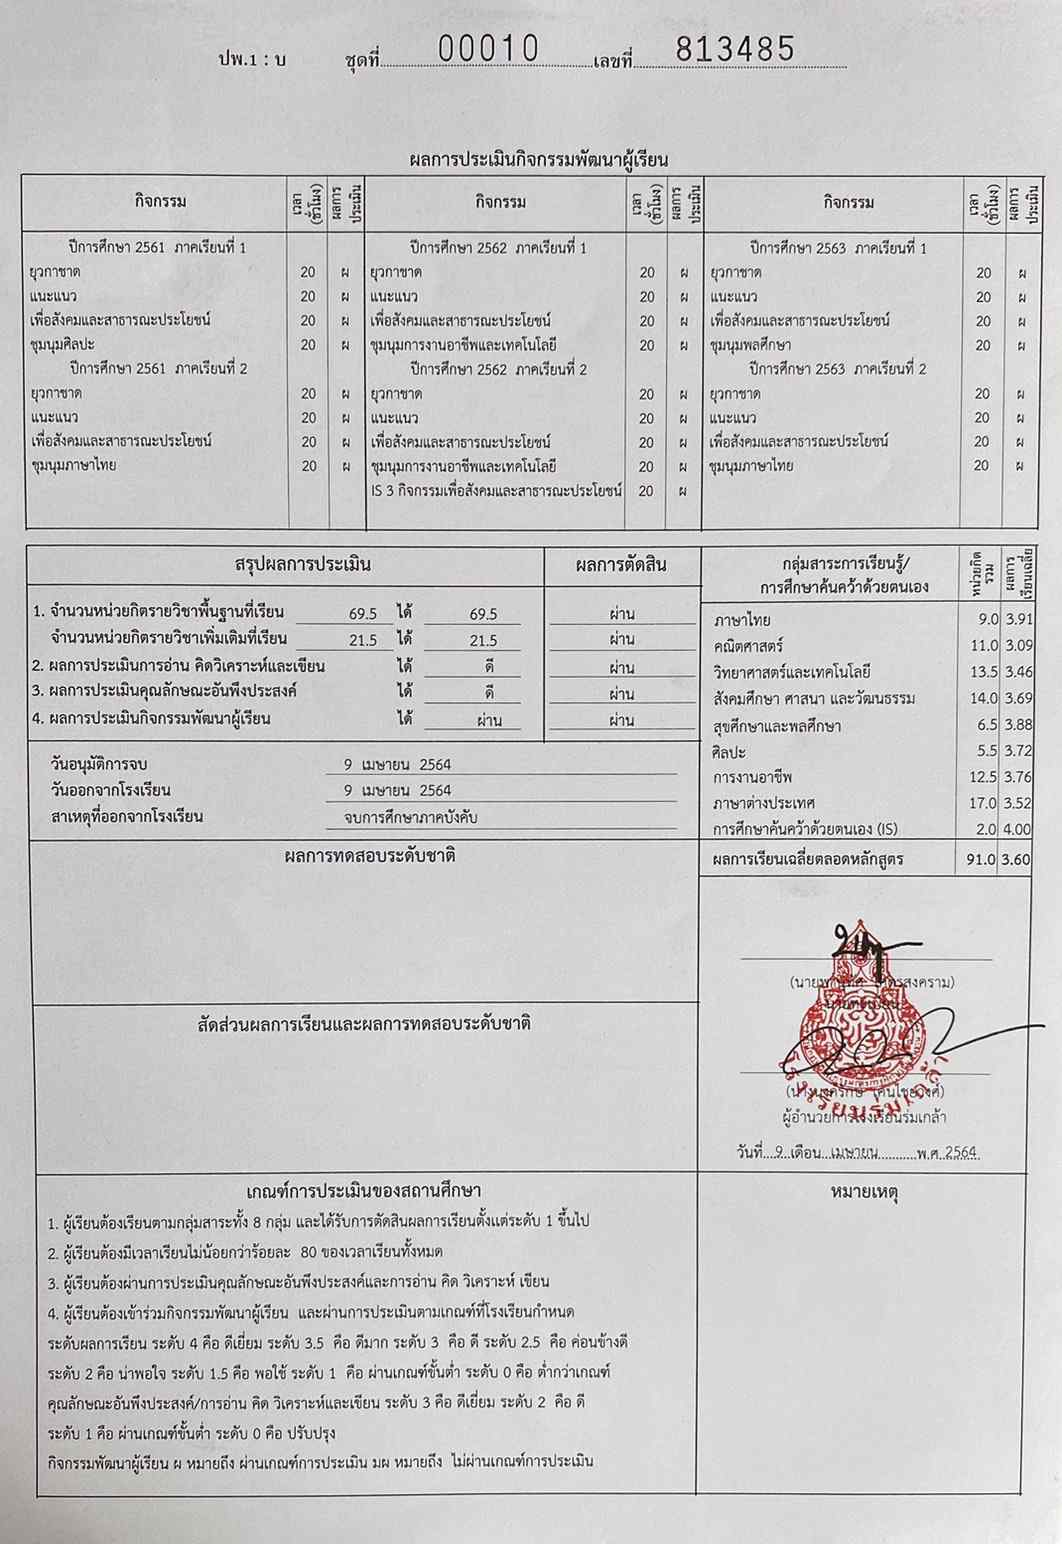 ปพ.1 : บ ชุดที่ 00010 เลขที่ 813485
ผลการประเมินกิจกรรมพัฒนาผู้เรียน
กิจกรรม เวลา (ชั่วโมง) ผลการประเมิน กิจกรรม เวลา (ชั่วโมง) ผลการประเมิน กิจกรรม เวลา (ชั่วโมง) ผลการประเมิน
ปีการศึกษา 2561 ภาคเรียนที่ 1 ปีการศึกษา 2562 ภาคเรียนที่ 1 ปีการศึกษา 2563 ภาคเรียนที่ 1
ยุวกาชาด 20 ผ ยุวกาชาด 20 ผ ยุวกาชาด 20 ผ
แนะแนว 20 ผ แนะแนว 20 ผ แนะแนว 20 ผ
เพื่อสังคมและสาธารณะประโยชน์ 20 ผ เพื่อสังคมและสาธารณะประโยชน์ 20 ผ เพื่อสังคมและสาธารณะประโยชน์ 20 ผ
ชุมนุมศิลปะ 20 ผ ชุมนุมการงานอาชีพและเทคโนโลยี 20 ผ ชุมนุมพลศึกษา 20 ผ
ปีการศึกษา 2561 ภาคเรียนที่ 2 ปีการศึกษา 2562 ภาคเรียนที่ 2 ปีการศึกษา 2563 ภาคเรียนที่ 2
ยุวกาชาด 20 ผ ยุวกาชาด 20 ผ ยุวกาชาด 20 ผ
แนะแนว 20 ผ แนะแนว 20 ผ แนะแนว 20 ผ
เพื่อสังคมและสาธารณะประโยชน์ 20 ผ เพื่อสังคมและสาธารณะประโยชน์ 20 ผ เพื่อสังคมและสาธารณะประโยชน์ 20 ผ
ชุมนุมภาษาไทย 20 ผ ชุมนุมการงานอาชีพและเทคโนโลยี 20 ผ ชุมนุมภาษาไทย 20 ผ
IS 3 กิจกรรมเพื่อสังคมและสาธารณะประโยชน์ 20 ผ
สรุปผลการประเมิน ผลการตัดสิน
1. จำนวนหน่วยกิตรายวิชาพื้นฐานที่เรียน 69.5 ได้ 69.5 ผ่าน
จำนวนหน่วยกิตรายวิชาเพิ่มเติมที่เรียน 21.5 ได้ 21.5 ผ่าน
2. ผลการประเมินการอ่าน คิดวิเคราะห์และเขียน ได้ ดี ผ่าน
3. ผลการประเมินคุณลักษณะอันพึงประสงค์ ได้ ดี ผ่าน
4. ผลการประเมินกิจกรรมพัฒนาผู้เรียน ได้ ผ่าน ผ่าน
วันอนุมัติการจบ 9 เมษายน 2564
วันออกจากโรงเรียน 9 เมษายน 2564
สาเหตุที่ออกจากโรงเรียน จบการศึกษาภาคบังคับ
กลุ่มสาระการเรียนรู้/ การศึกษาค้นคว้าด้วยตนเอง หน่วยกิตรวม ผลการเรียนเฉลี่ย
ภาษาไทย 9.0 3.91
คณิตศาสตร์ 11.0 3.09
วิทยาศาสตร์และเทคโนโลยี 13.5 3.46
สังคมศึกษา ศาสนา และวัฒนธรรม 14.0 3.69
สุขศึกษาและพลศึกษา 6.5 3.88
ศิลปะ 5.5 3.72
การงานอาชีพ 12.5 3.76
ภาษาต่างประเทศ 17.0 3.52
การศึกษาค้นคว้าด้วยตนเอง (IS) 2.0 4.00
ผลการเรียนเฉลี่ยตลอดหลักสูตร 91.0 3.60
ผลการทดสอบระดับชาติ
สัดส่วนผลการเรียนและผลการทดสอบระดับชาติ
นายทะเบียน
โรงเรียนร่มเกล้า
ผู้อำนวยการโรงเรียนร่มเกล้า
วันที่ 9 เดือน เมษายน พ.ศ. 2564
เกณฑ์การประเมินของสถานศึกษา
1. ผู้เรียนต้องเรียนตามกลุ่มสาระทั้ง 8 กลุ่ม และได้รับการตัดสินผลการเรียนตั้งแต่ระดับ 1 ขึ้นไป
2. ผู้เรียนต้องมีเวลาเรียนไม่น้อยกว่าร้อยละ 80 ของเวลาเรียนทั้งหมด
3. ผู้เรียนต้องผ่านการประเมินคุณลักษณะอันพึงประสงค์และการอ่าน คิด วิเคราะห์ เขียน
4. ผู้เรียนต้องเข้าร่วมกิจกรรมพัฒนาผู้เรียน และผ่านการประเมินตามเกณฑ์ที่โรงเรียนกำหนด
ระดับผลการเรียน ระดับ 4 คือ ดีเยี่ยม ระดับ 3.5 คือ ดีมาก ระดับ 3 คือ ดี ระดับ 2.5 คือ ค่อนข้างดี
ระดับ 2 คือ น่าพอใจ ระดับ 1.5 คือ พอใช้ ระดับ 1 คือ ผ่านเกณฑ์ขั้นต่ำ ระดับ 0 คือ ต่ำกว่าเกณฑ์
คุณลักษณะอันพึงประสงค์/การอ่าน คิด วิเคราะห์และเขียน ระดับ 3 คือ ดีเยี่ยม ระดับ 2 คือ ดี
ระดับ 1 คือ ผ่านเกณฑ์ขั้นต่ำ ระดับ 0 คือ ปรับปรุง
กิจกรรมพัฒนาผู้เรียน ผ หมายถึง ผ่านเกณฑ์การประเมิน มผ หมายถึง ไม่ผ่านเกณฑ์การประเมิน
หมายเหตุ